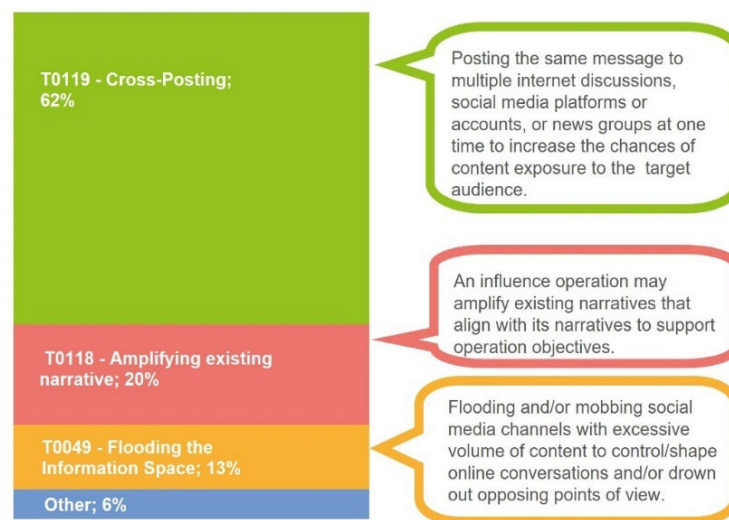 T0119 - Cross-Posting;
62%
Posting the same message to
multiple internet discussions,
social media platforms or
accounts, or news groups at one
time to increase the chances of
content exposure to the target
audience.
T0118 - Amplifying existing
narrative; 20%
An influence operation may
amplify existing narratives that
align with its narratives to support
operation objectives.
T0049 - Flooding the
Information Space; 13%
Flooding and/or mobbing social
media channels with excessive
volume of content to control/shape
online conversations and/or drown
out opposing points of view.
Other; 6%